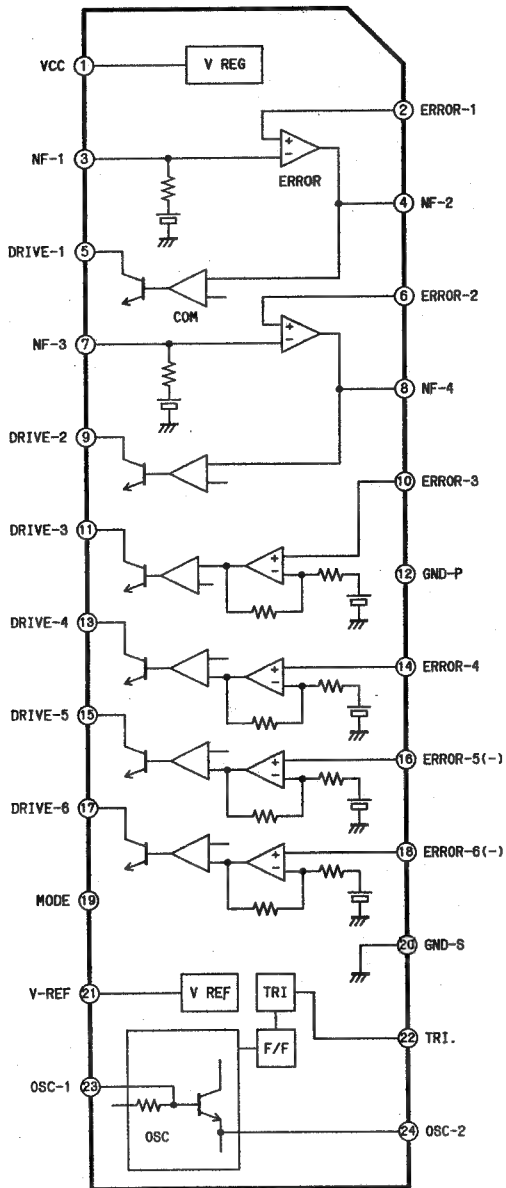 VCC 1 V REG
2 ERROR-1
+
-
NF-1 3
ERROR
4 NF-2
DRIVE-1 5
COM
6 ERROR-2
+
-
NF-3 7
8 NF-4
DRIVE-2 9
10 ERROR-3
DRIVE-3 11
+
-
12 GND-P
DRIVE-4 13
14 ERROR-4
+
-
DRIVE-5 15
16 ERROR-5(-)
+
-
DRIVE-6 17
18 ERROR-6(-)
+
-
MODE 19
20 GND-S
V-REF 21 V REF TRI
F/F 22 TRI.
OSC-1 23
OSC 24 OSC-2